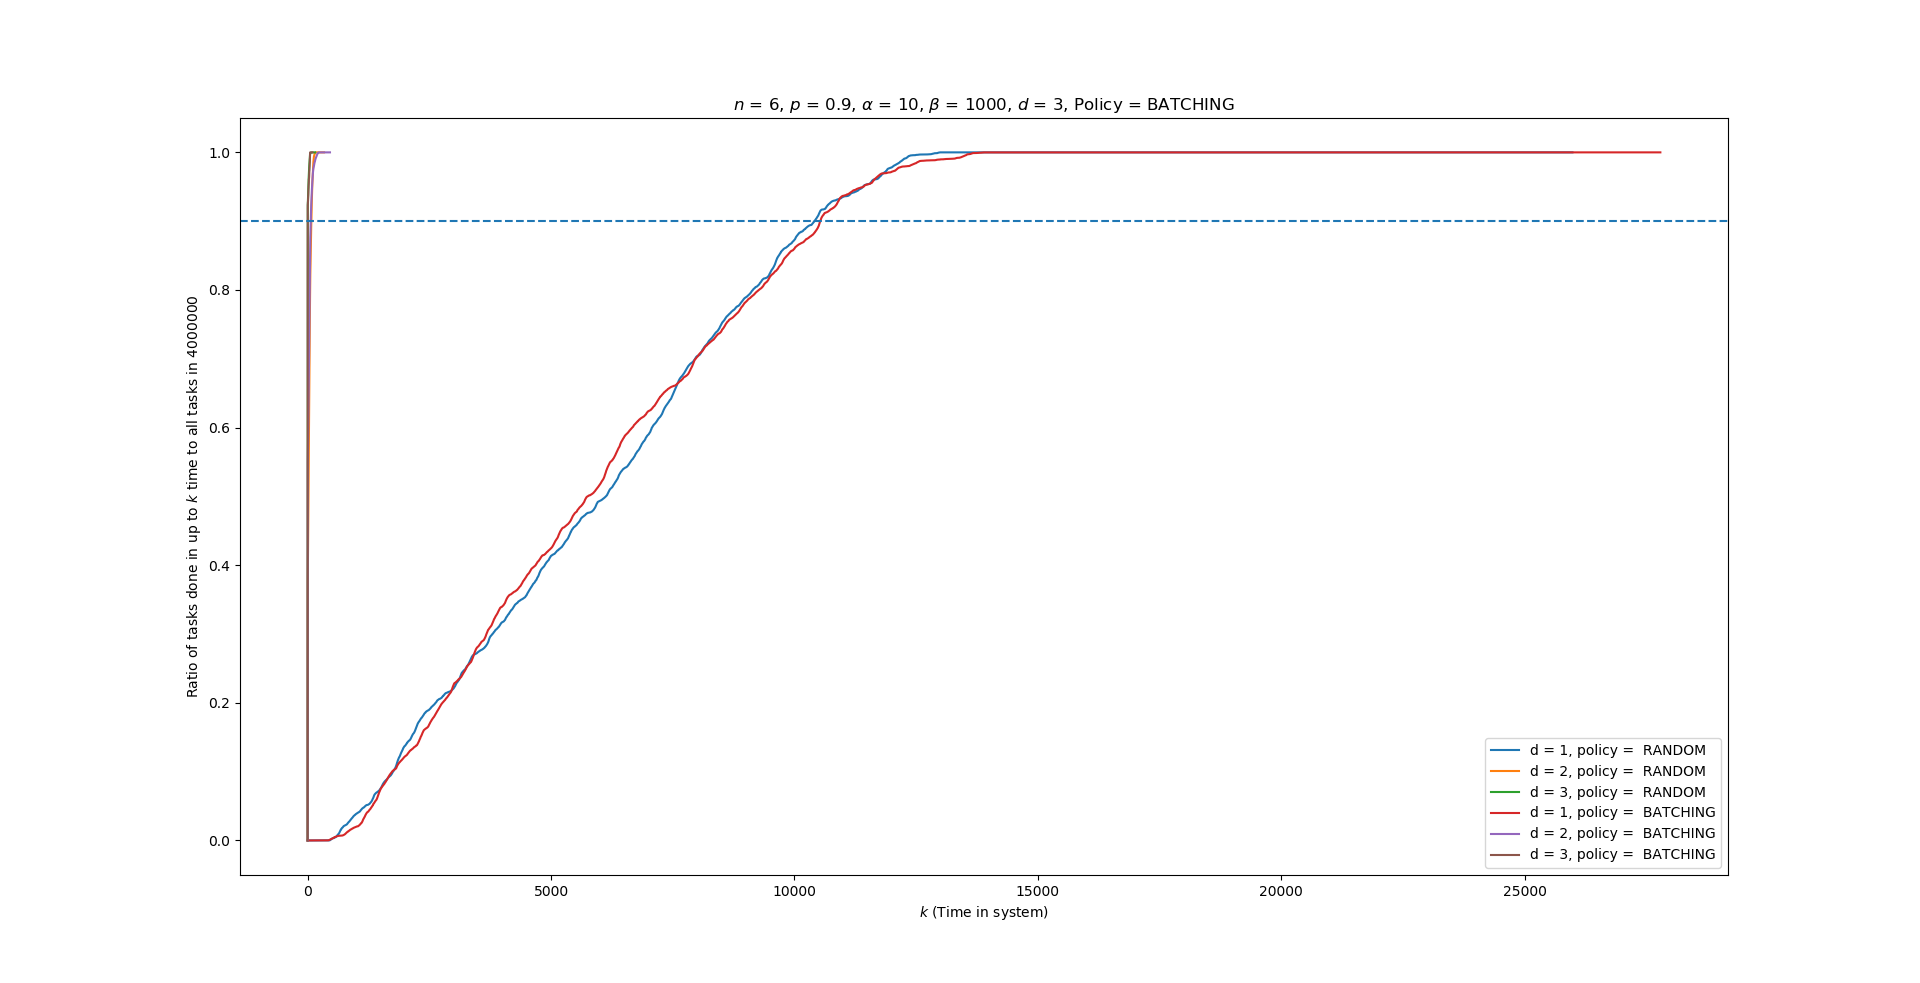 n = 6, p = 0.9, α = 10, β = 1000, d = 3, Policy = BATCHING
Ratio of tasks done in up to k time to all tasks in 4000000
1.0
0.8
0.6
0.4
0.2
0.0
0 5000 10000 15000 20000 25000
k (Time in system)
d = 1, policy = RANDOM
d = 2, policy = RANDOM
d = 3, policy = RANDOM
d = 1, policy = BATCHING
d = 2, policy = BATCHING
d = 3, policy = BATCHING